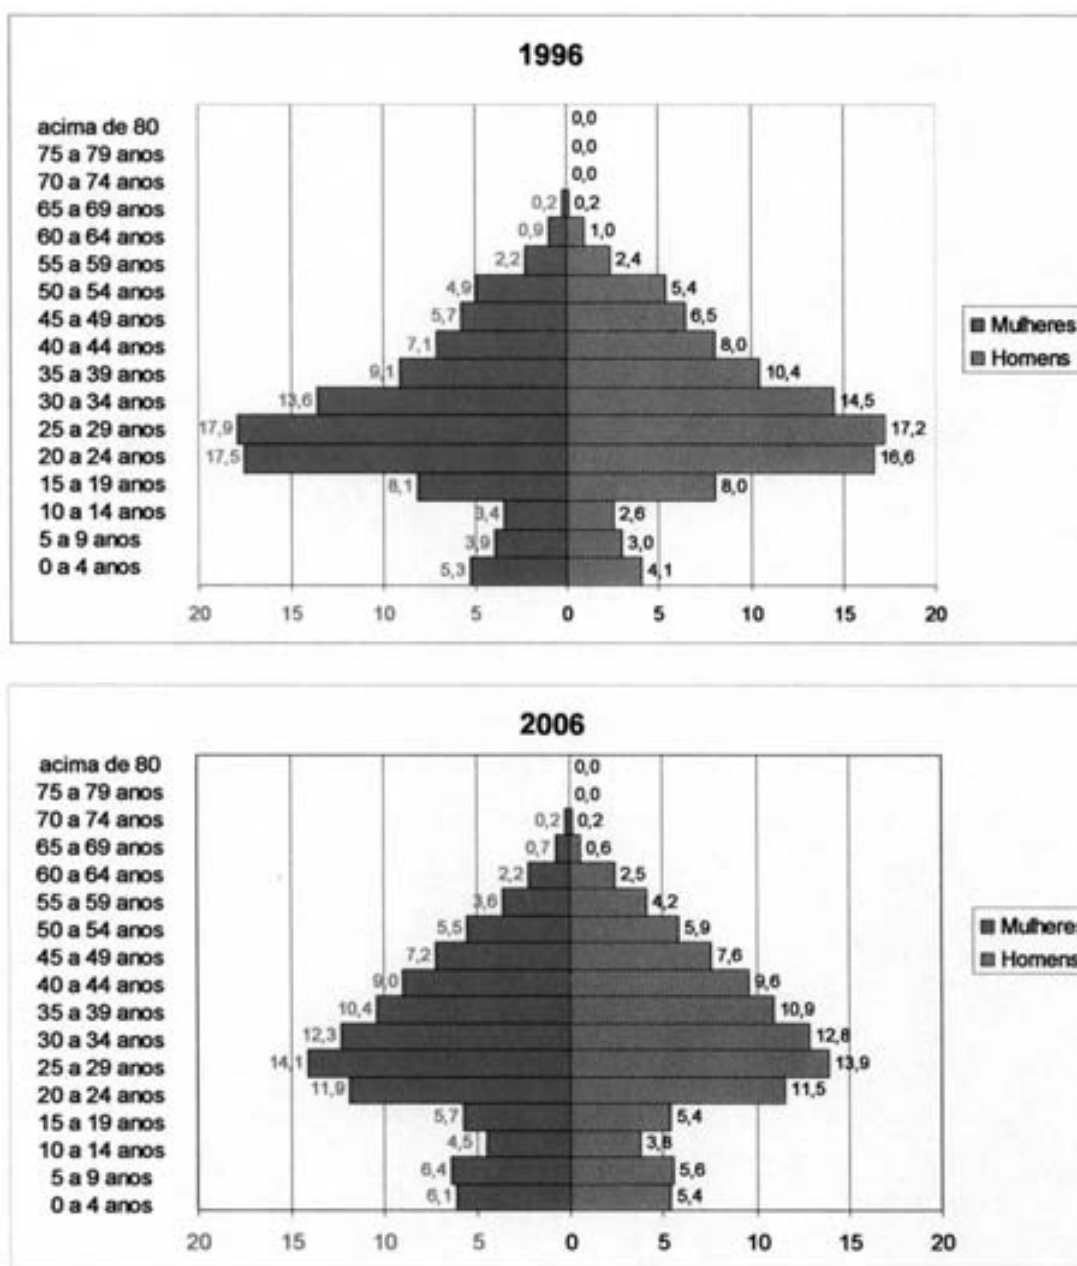 1996
acima de 80 0,0
75 a 79 anos 0,0
70 a 74 anos 0,0
65 a 69 anos 0,2 0,2
60 a 64 anos 0,9 1,0
55 a 59 anos 2,2 2,4
50 a 54 anos 4,9 5,4
45 a 49 anos 5,7 6,5
40 a 44 anos 7,1 8,0
35 a 39 anos 9,1 10,4
30 a 34 anos 13,6 14,5
25 a 29 anos 17,9 17,2
20 a 24 anos 17,5 16,6
15 a 19 anos 8,1 8,0
10 a 14 anos 3,4 2,6
5 a 9 anos 3,9 3,0
0 a 4 anos 5,3 4,1
20 15 10 5 0 5 10 15 20
Mulheres
Homens
2006
acima de 80 0,0
75 a 79 anos 0,0
70 a 74 anos 0,2 0,2
65 a 69 anos 0,7 0,6
60 a 64 anos 2,2 2,5
55 a 59 anos 3,6 4,2
50 a 54 anos 5,5 5,9
45 a 49 anos 7,2 7,6
40 a 44 anos 9,0 9,6
35 a 39 anos 10,4 10,9
30 a 34 anos 12,3 12,8
25 a 29 anos 14,1 13,9
20 a 24 anos 11,9 11,5
15 a 19 anos 5,7 5,4
10 a 14 anos 4,5 3,8
5 a 9 anos 6,4 5,6
0 a 4 anos 6,1 5,4
20 15 10 5 0 5 10 15 20
Mulheres
Homens